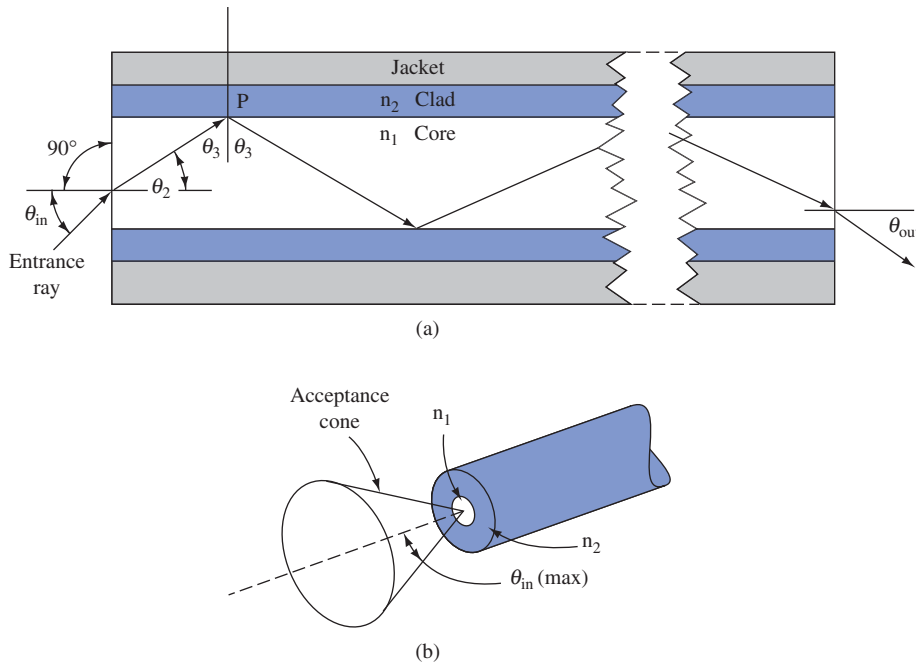 Jacket
P
n2 Clad
n1 Core
90°
θ3 θ3
θ2
θin
Entrance
ray
θou
(a)
Acceptance
cone
n1
n2
θin (max)
(b)